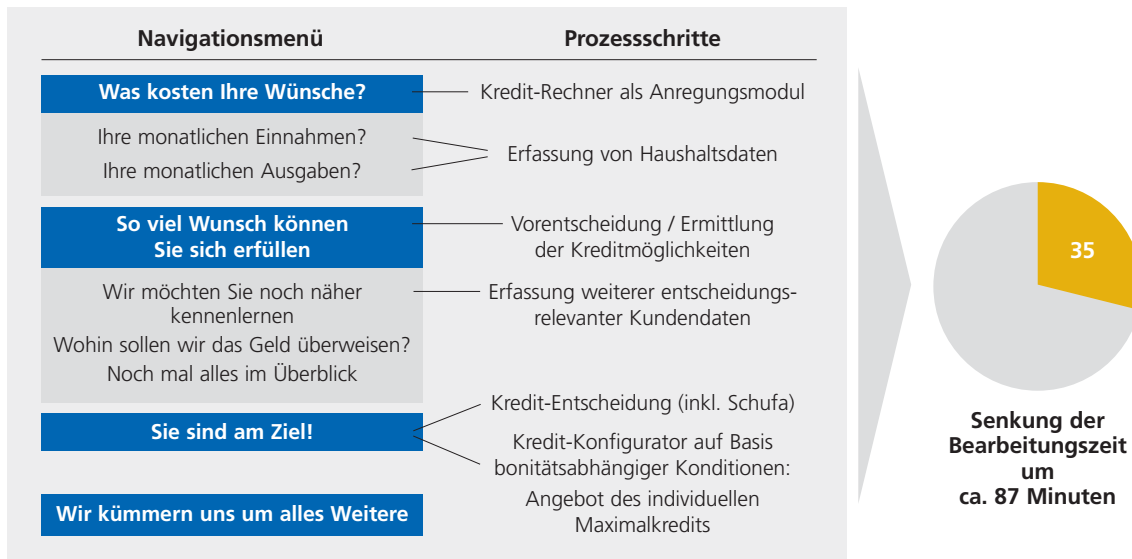 Navigationsmenü
Prozessschritte
Was kosten Ihre Wünsche?
Kredit-Rechner als Anregungsmodul
Ihre monatlichen Einnahmen?
Ihre monatlichen Ausgaben?
Erfassung von Haushaltsdaten
So viel Wunsch können
Sie sich erfüllen
Vorentscheidung / Ermittlung
der Kreditmöglichkeiten
Wir möchten Sie noch näher
kennenlernen
Erfassung weiterer entscheidungs-
relevanter Kundendaten
Wohin sollen wir das Geld überweisen?
Noch mal alles im Überblick
Sie sind am Ziel!
Kredit-Entscheidung (inkl. Schufa)
Kredit-Konfigurator auf Basis
bonitätsabhängiger Konditionen:
Wir kümmern uns um alles Weitere
Angebot des individuellen
Maximalkredits
35
Senkung der
Bearbeitungszeit
um
ca. 87 Minuten